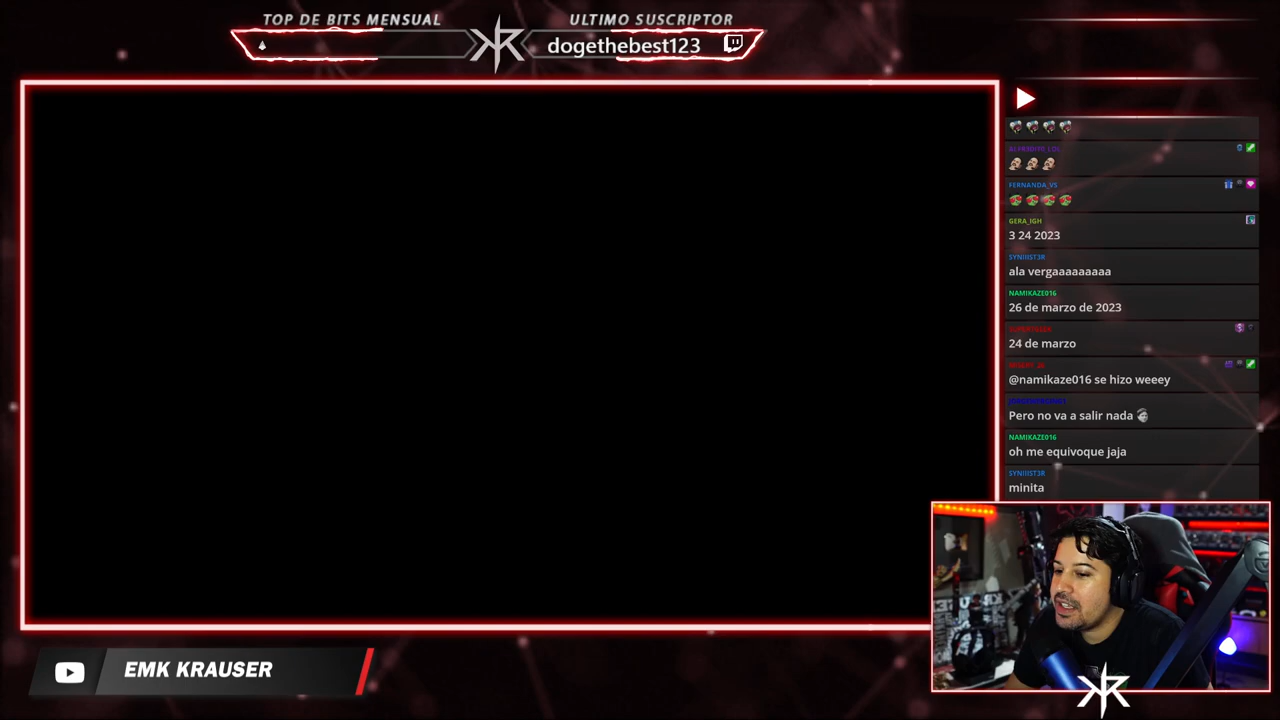 TOP DE BITS MENSUAL
ULTIMO SUSCRIPTOR
dogethebest123
FERNANDA_VS
GERA_IGH
3 24 2023
SYNIIIST3R
ala vergaaaaaaaaa
NAMIKAZE016
26 de marzo de 2023
24 de marzo
@namikaze016 se hizo weeey
Pero no va a salir nada
NAMIKAZE016
oh me equivoque jaja
SYNIIIST3R
minita
EMK KRAUSER